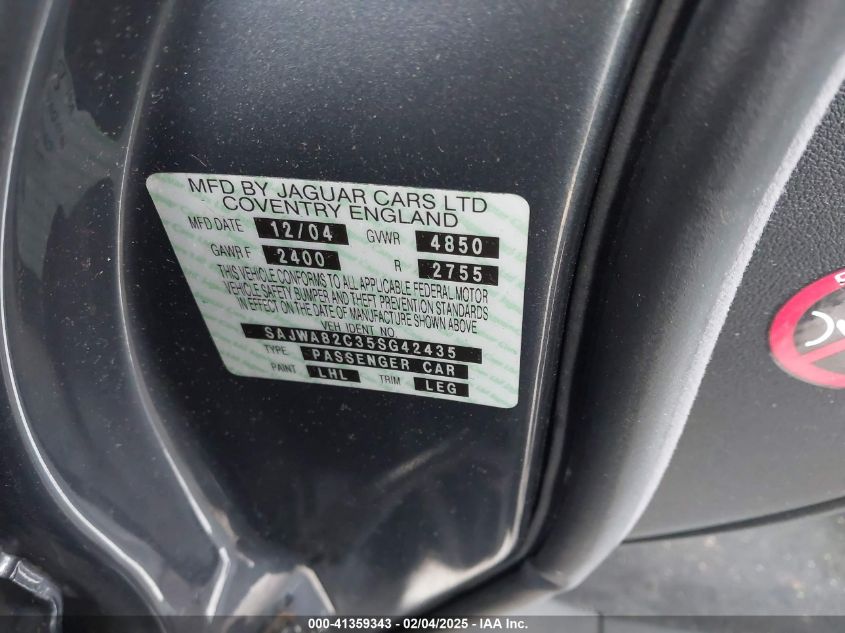 MFD BY JAGUAR CARS LTD
COVENTRY ENGLAND
MFD DATE 12/04 GVWR 4850
GAWR F 2400 R 2755
THIS VEHICLE CONFORMS TO ALL APPLICABLE FEDERAL MOTOR
VEHICLE SAFETY BUMPER AND THEFT PREVENTION STANDARDS
IN EFFECT ON THE DATE OF MANUFACTURE SHOWN ABOVE
VEH IDENT NO
SAJWA82C35SG42435
TYPE PASSENGER CAR
PAINT LHL TRIM LEG
000-41359343 - 02/04/2025 - IAA Inc.